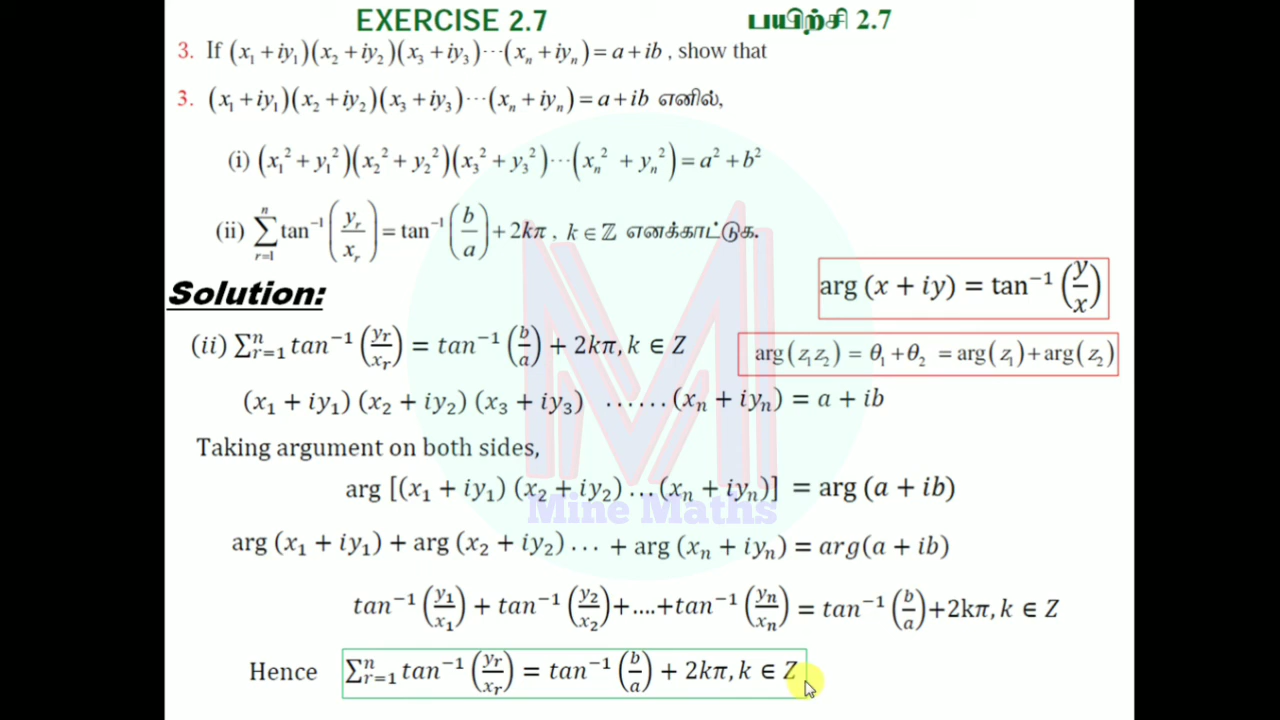 EXERCISE 2.7 பயிற்சி 2.7
3. If (x₁ + iy₁)(x₂ + iy₂)(x₃ + iy₃)⋯(xₙ + iyₙ) = a + ib , show that
3. (x₁ + iy₁)(x₂ + iy₂)(x₃ + iy₃)⋯(xₙ + iyₙ) = a + ib எனில்,
(i) (x₁² + y₁²)(x₂² + y₂²)(x₃² + y₃²)⋯(xₙ² + yₙ²) = a² + b²
(ii) ∑ᵣ₌₁ⁿ tan⁻¹(yᵣ/xᵣ) = tan⁻¹(b/a) + 2kπ , k ∈ ℤ எனக்காட்டுக.
arg (x + iy) = tan⁻¹ (y/x)
Solution:
(ii) ∑ᵣ₌₁ⁿ tan⁻¹ (yᵣ/xᵣ) = tan⁻¹ (b/a) + 2kπ, k ∈ Z
arg(z₁z₂) = θ₁ + θ₂ = arg(z₁) + arg(z₂)
(x₁ + iy₁) (x₂ + iy₂) (x₃ + iy₃) ......(xₙ + iyₙ) = a + ib
Taking argument on both sides,
arg [(x₁ + iy₁) (x₂ + iy₂) ...(xₙ + iyₙ)] = arg (a + ib)
Mine Maths
arg (x₁ + iy₁) + arg (x₂ + iy₂) ... + arg (xₙ + iyₙ) = arg(a + ib)
tan⁻¹ (y₁/x₁) + tan⁻¹ (y₂/x₂)+....+tan⁻¹ (yₙ/xₙ) = tan⁻¹ (b/a)+2kπ, k ∈ Z
Hence ∑ᵣ₌₁ⁿ tan⁻¹ (yᵣ/xᵣ) = tan⁻¹ (b/a) + 2kπ, k ∈ Z